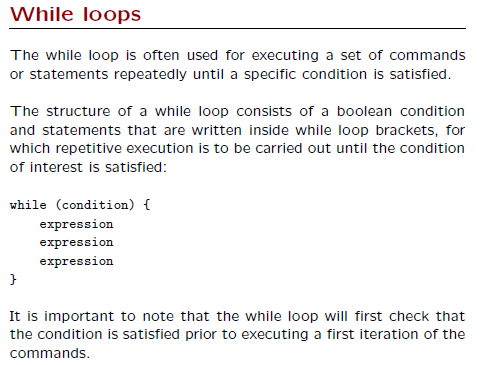 While loops
The while loop is often used for executing a set of commands
or statements repeatedly until a specific condition is satisfied.
The structure of a while loop consists of a boolean condition
and statements that are written inside while loop brackets, for
which repetitive execution is to be carried out until the condition
of interest is satisfied:
while (condition) {
    expression
    expression
    expression
}
It is important to note that the while loop will first check that
the condition is satisfied prior to executing a first iteration of the
commands.